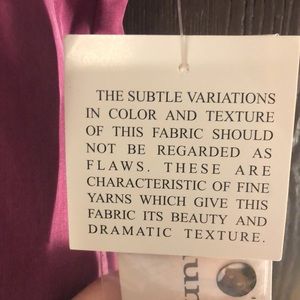 THE SUBTLE VARIATIONS
IN COLOR AND TEXTURE
OF THIS FABRIC SHOULD
NOT BE REGARDED AS
FLAWS. THESE ARE
CHARACTERISTIC OF FINE
YARNS WHICH GIVE THIS
FABRIC ITS BEAUTY AND
DRAMATIC TEXTURE.